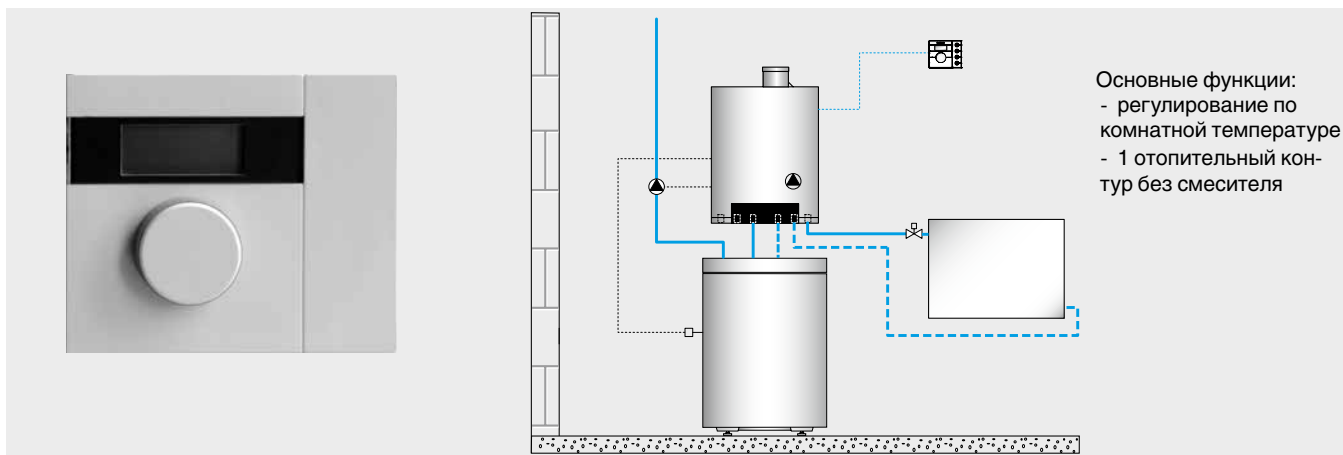 Основные функции:
- регулирование по
комнатной температуре
- 1 отопительный кон-
тур без смесителя